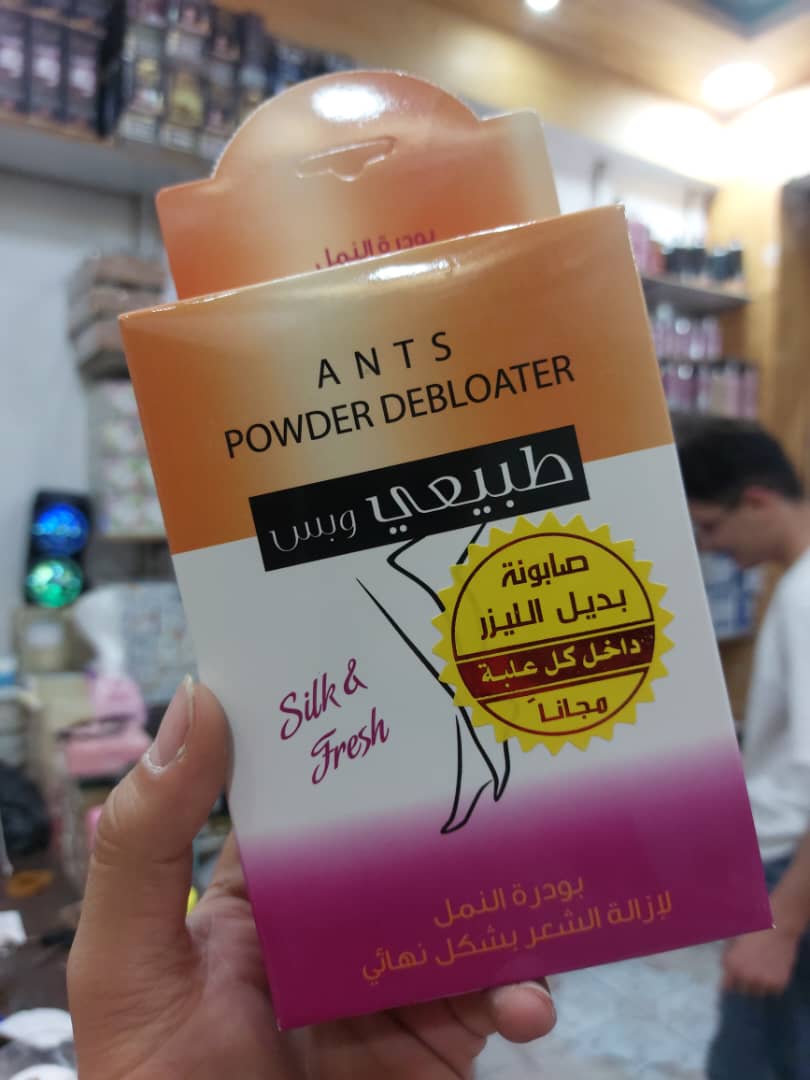 بودرة النمل
ANTS
POWDER DEBLOATER
طبيعي وبس
صابونة
بديل الليزر
داخل كل علبة
مجاناً
Silk &
Fresh
بودرة النمل
لإزالة الشعر بشكل نهائي